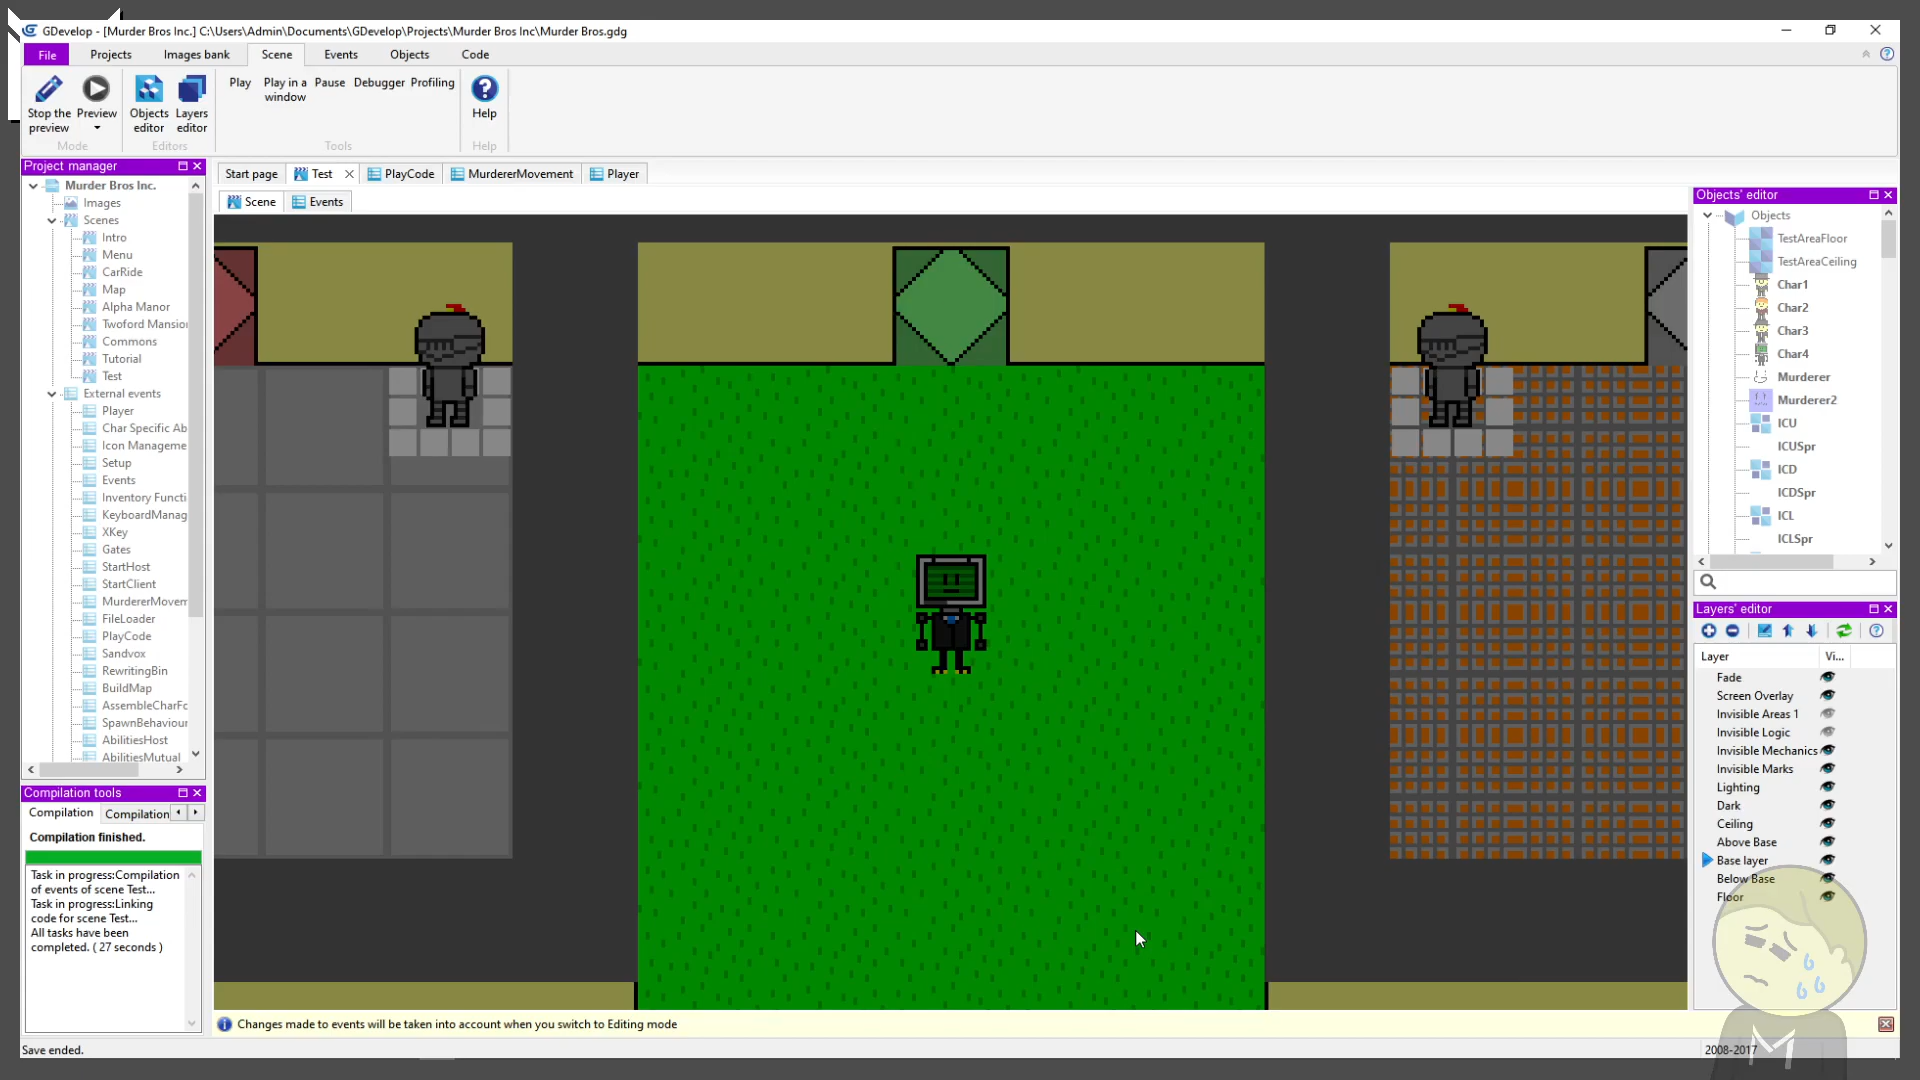 GDevelop - [Murder Bros Inc.] C:\Users\Admin\Documents\GDevelop\Projects\Murder Bros Inc\Murder Bros.gdg
File Projects Images bank Scene Events Objects Code
Stop the preview
Preview
Objects editor
Layers editor
Play
Play in a window
Pause
Debugger
Profiling
Help
Mode Editors Tools Help
Project manager
Start page Test PlayCode MurdererMovement Player
Scene Events
Murder Bros Inc.
Images
Scenes
Intro
Menu
CarRide
Map
Alpha Manor
Twoford Mansio
Commons
Tutorial
Test
External events
Player
Char Specific Ab
Icon Manageme
Setup
Events
Inventory Functi
KeyboardManag
XKey
Gates
StartHost
StartClient
MurdererMovem
FileLoader
PlayCode
Sandvox
RewritingBin
BuildMap
AssembleCharFo
SpawnBehaviour
AbilitiesHost
AbilitiesMutual
Compilation tools
Compilation Compilation
Compilation finished.
Task in progress:Compilation
of events of scene Test...
Task in progress:Linking
code for scene Test...
All tasks have been
completed. ( 27 seconds )
Objects' editor
Objects
TestAreaFloor
TestAreaCeiling
Char1
Char2
Char3
Char4
Murderer
Murderer2
ICU
ICUSpr
ICD
ICDSpr
ICL
ICLSpr
Layers' editor
Layer Vi...
Fade
Screen Overlay
Invisible Areas 1
Invisible Logic
Invisible Mechanics
Invisible Marks
Lighting
Dark
Ceiling
Above Base
Base layer
Below Base
Floor
Changes made to events will be taken into account when you switch to Editing mode
Save ended.
2008-2017